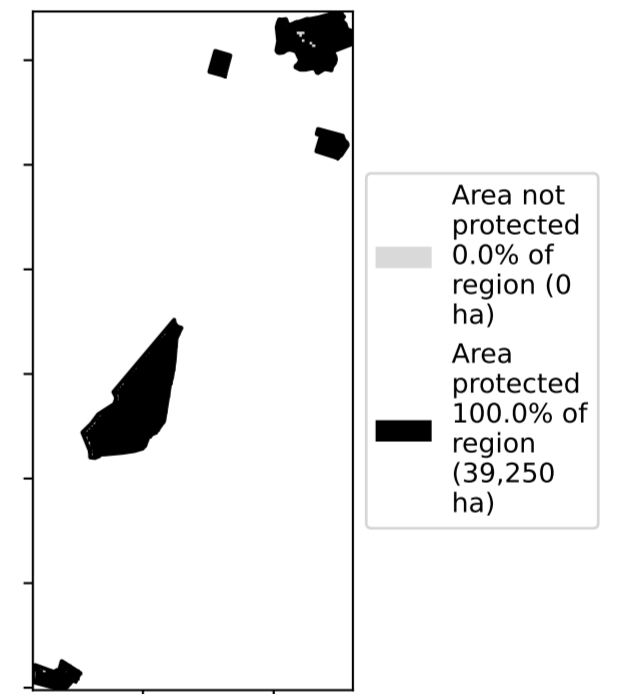 Area not
protected
0.0% of
region (0
ha)
Area
protected
100.0% of
region
(39,250
ha)